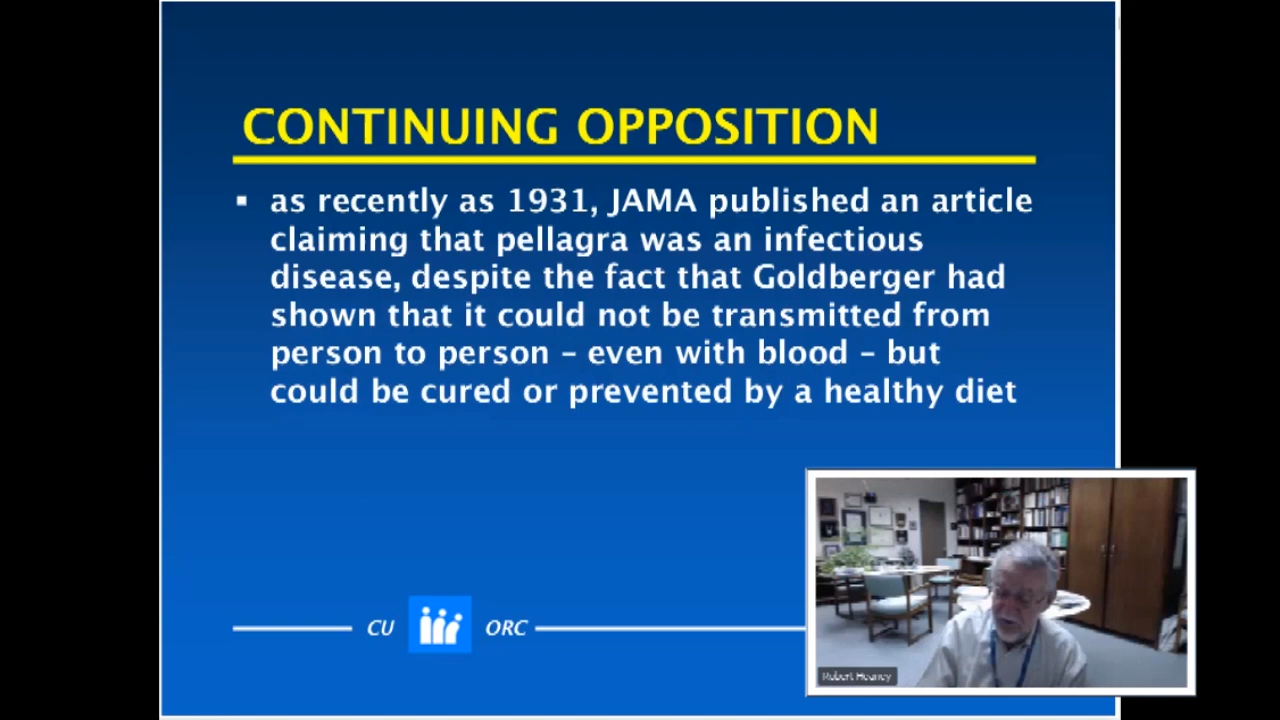 CONTINUING OPPOSITION
▪ as recently as 1931, JAMA published an article
claiming that pellagra was an infectious
disease, despite the fact that Goldberger had
shown that it could not be transmitted from
person to person – even with blood – but
could be cured or prevented by a healthy diet
CU ORC
Robert Heaney